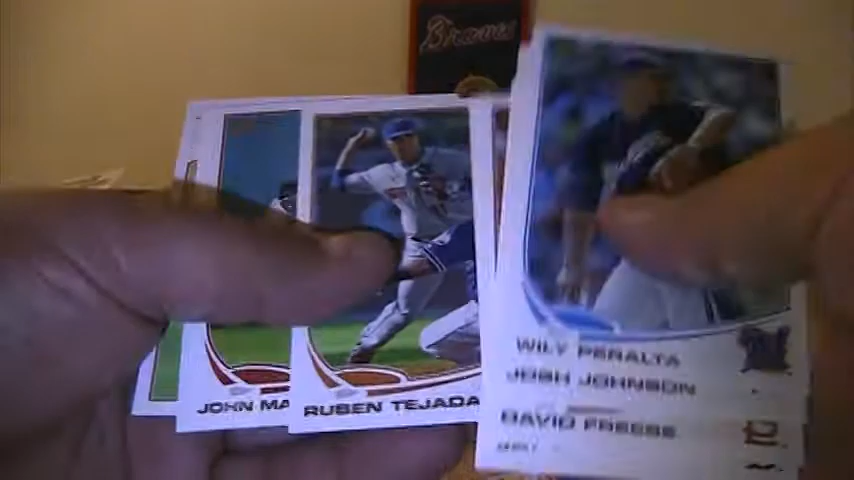 Braves
WILY PERALTA
JOSH JOHNSON
DAVID FREESE
JOHN MA
RUBEN TEJADA